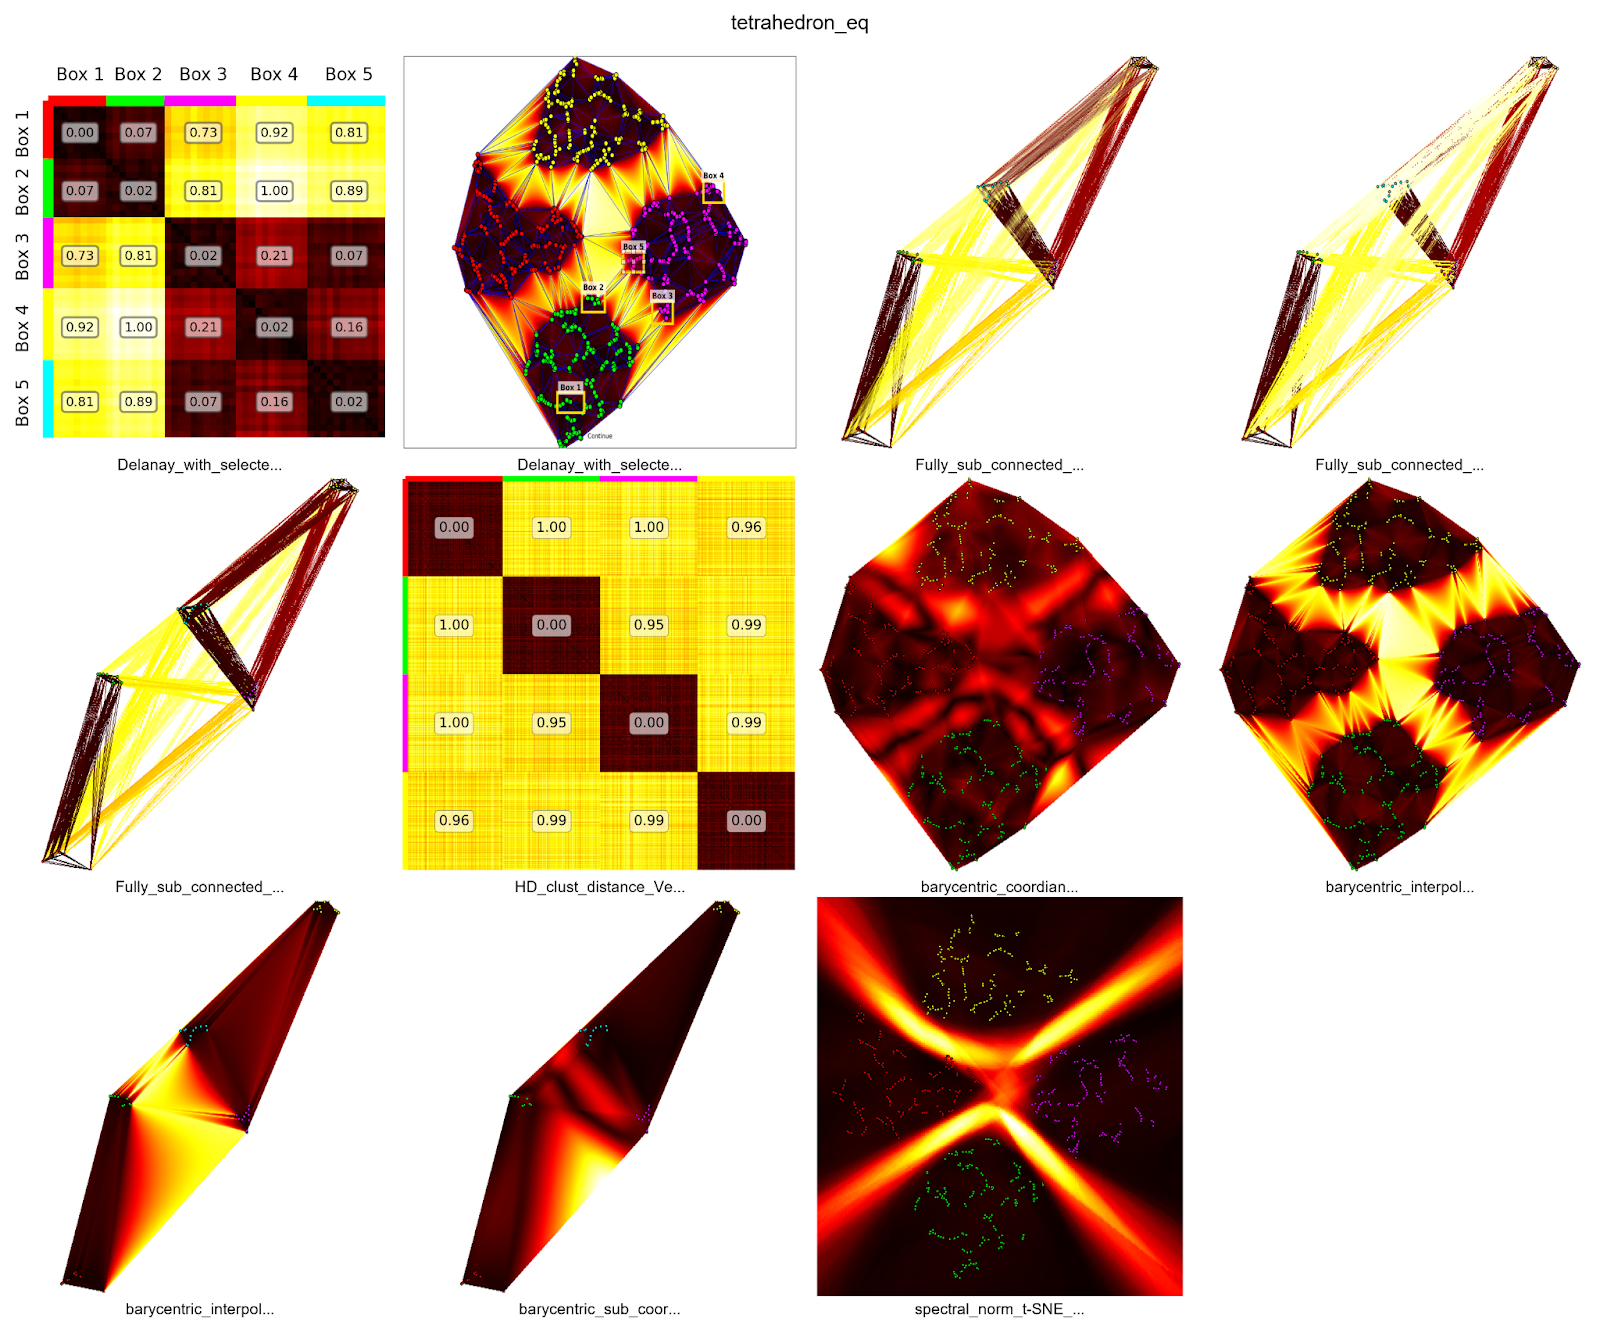 tetrahedron_eq
Box 1 Box 2 Box 3 Box 4 Box 5
Box 1 0.00 0.07 0.73 0.92 0.81
Box 2 0.07 0.02 0.81 1.00 0.89
Box 3 0.73 0.81 0.02 0.21 0.07
Box 4 0.92 1.00 0.21 0.02 0.16
Box 5 0.81 0.89 0.07 0.16 0.02
Box 4
Box 5
Box 2
Box 3
Box 1
Continue
Delanay_with_selecte... Delanay_with_selecte... Fully_sub_connected_... Fully_sub_connected_...
0.00 1.00 1.00 0.96
1.00 0.00 0.95 0.99
1.00 0.95 0.00 0.99
0.96 0.99 0.99 0.00
Fully_sub_connected_... HD_clust_distance_Ve... barycentric_coordian... barycentric_interpol...
barycentric_interpol... barycentric_sub_coor... spectral_norm_t-SNE_...